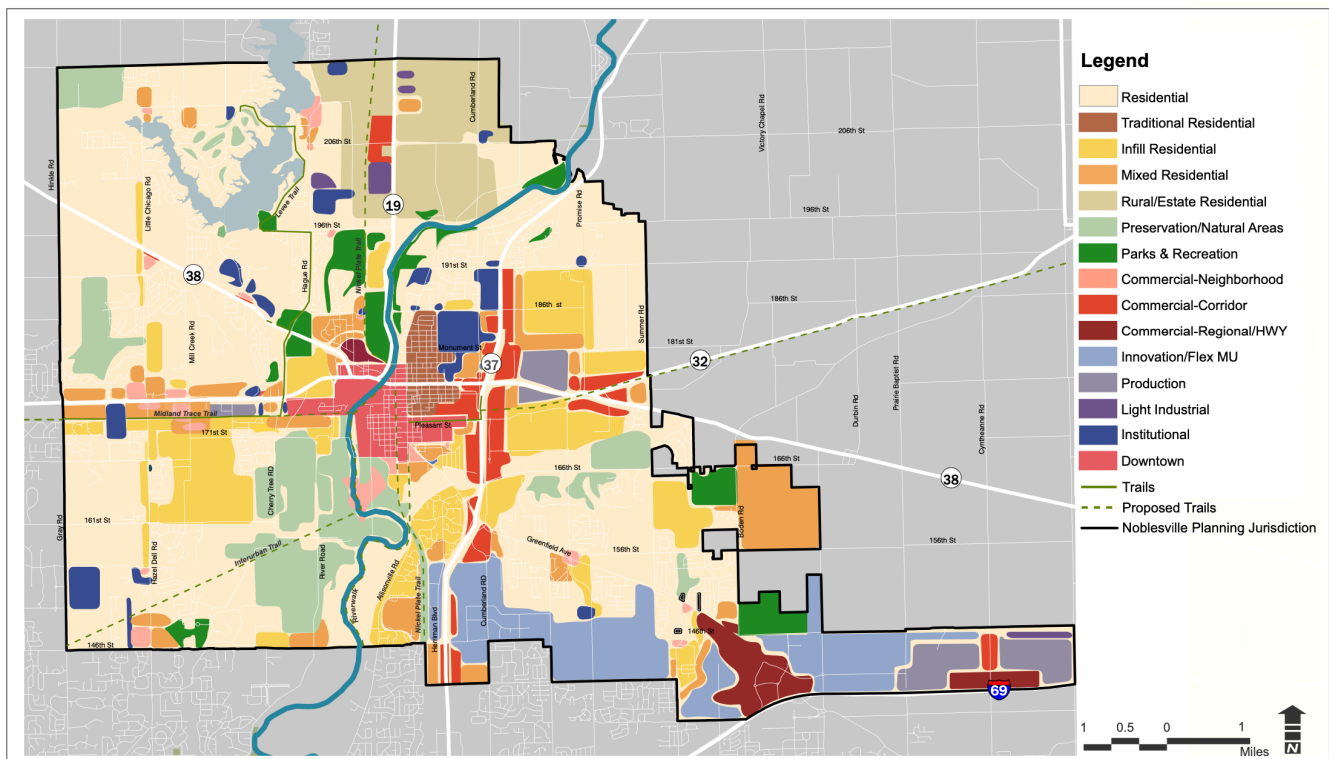 Legend
Residential
Traditional Residential
Infill Residential
Mixed Residential
Rural/Estate Residential
Preservation/Natural Areas
Parks & Recreation
Commercial-Neighborhood
Commercial-Corridor
Commercial-Regional/HWY
Innovation/Flex MU
Production
Light Industrial
Institutional
Downtown
Trails
Proposed Trails
Noblesville Planning Jurisdiction
Cumberland Rd
Victory Chapel Rd
206th St
206th St
Hinkle Rd
Little Chicago Rd
Levee Trail
19
196th St
196th St
Promise Rd
38
Hague Rd
Nickel Plate Trail
191st St
186th st
186th St
Summer Rd
Mill Creek Rd
Monument St
37
181st St
32
Prairie Baptist Rd
Durbin Rd
Cyntheanne Rd
Midland Trace Trail
171st St
Pleasant St
166th St
166th St
38
Cherry Tree RD
161st St
Gray Rd
Boden Rd
Hazel Dell Rd
Interurban Trail
River Road
Riverwalk
Allisonville Rd
Nickel Plate Trail
Herriman Blvd
Cumberland RD
Greenfield Ave
156th St
156th St
146th St
146th St
69
1 0.5 0 1
Miles
N